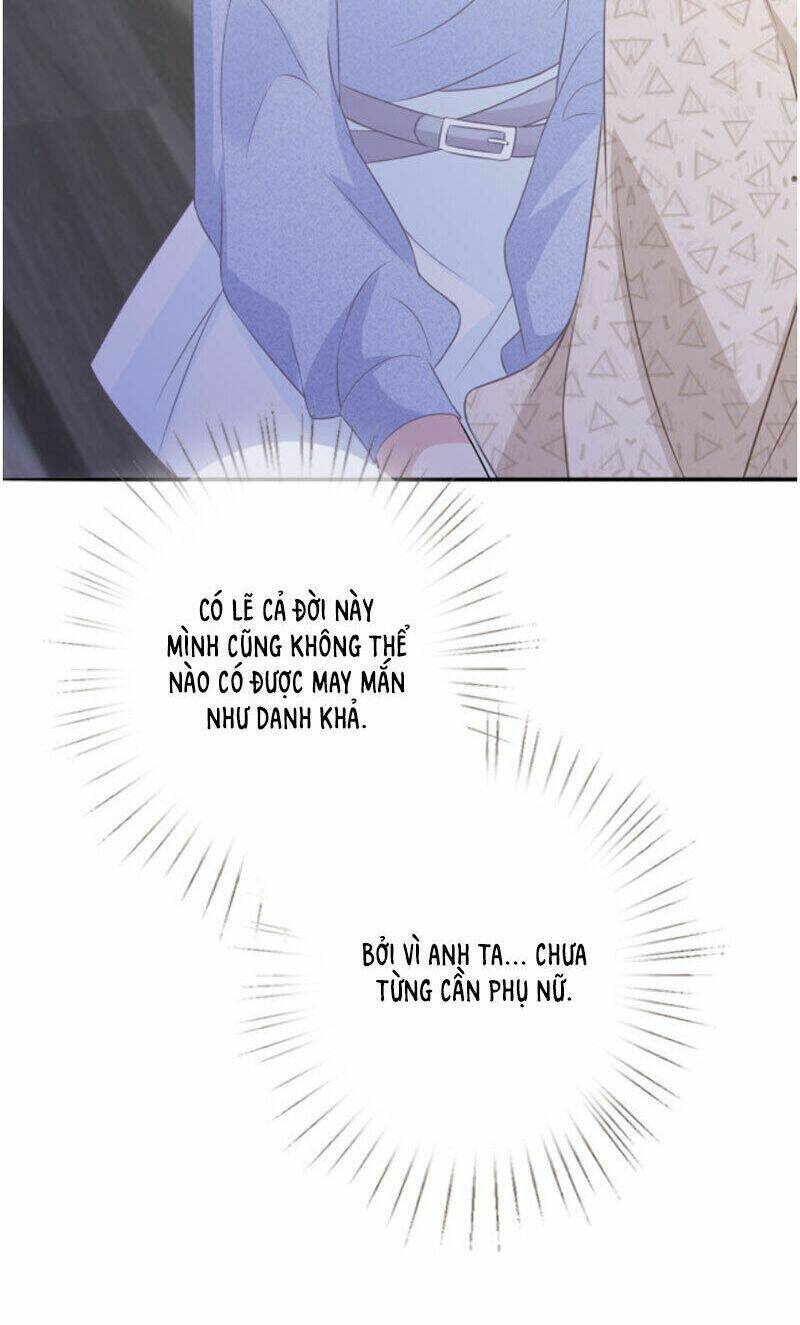 CÓ LẼ CẢ ĐỜI NÀY
MÌNH CŨNG KHÔNG THỂ
NÀO CÓ ĐƯỢC MAY MẮN
NHƯ DANH KHẢ.
BỞI VÌ ANH TA... CHƯA
TỪNG CẦN PHỤ NỮ.